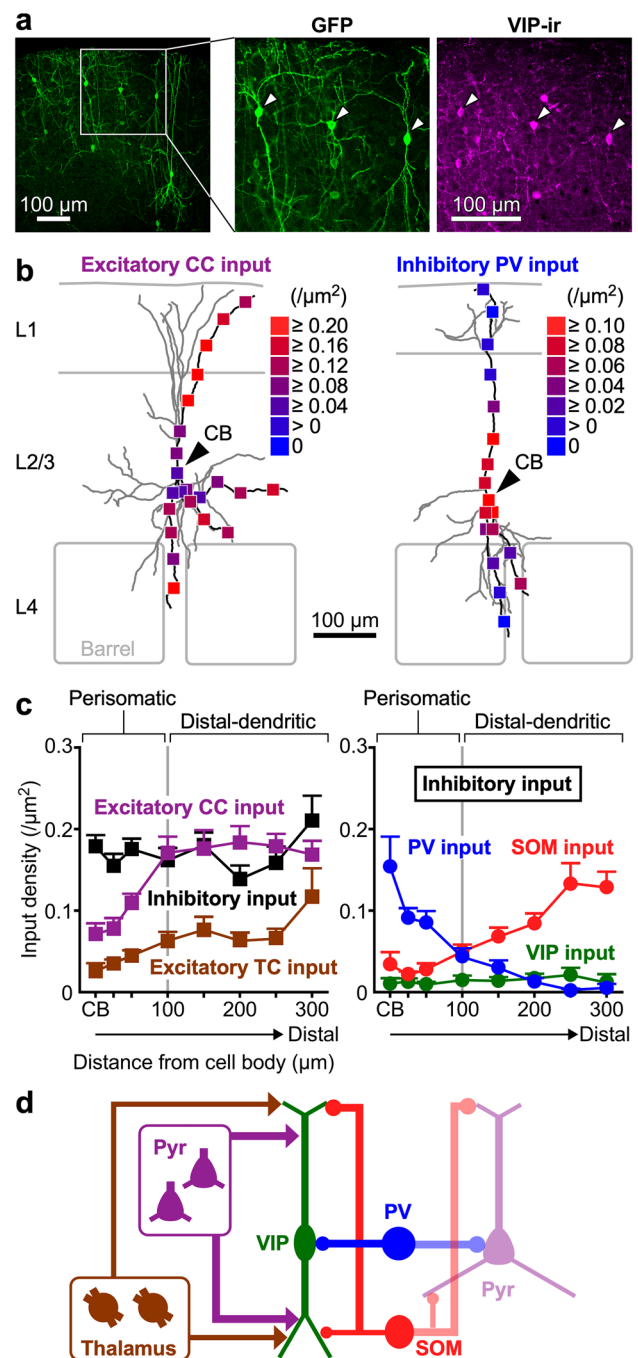 a
GFP
VIP-ir
100 μm
100 μm
b
Excitatory CC input
Inhibitory PV input
(/μm²)
(/μm²)
L1
≥ 0.20
≥ 0.16
≥ 0.12
≥ 0.08
≥ 0.04
> 0
0
≥ 0.10
≥ 0.08
≥ 0.06
≥ 0.04
≥ 0.02
> 0
0
CB
CB
L2/3
L4
Barrel
100 μm
c
Perisomatic
Distal-dendritic
Perisomatic
Distal-dendritic
0.3
0.2
0.1
0
Input density (/μm²)
Excitatory CC input
Inhibitory input
Excitatory TC input
CB 100 200 300
Distal
Distance from cell body (μm)
0.3
0.2
0.1
0
Inhibitory input
PV input
SOM input
VIP input
CB 100 200 300
Distal
d
Pyr
PV
VIP
Pyr
Thalamus
SOM